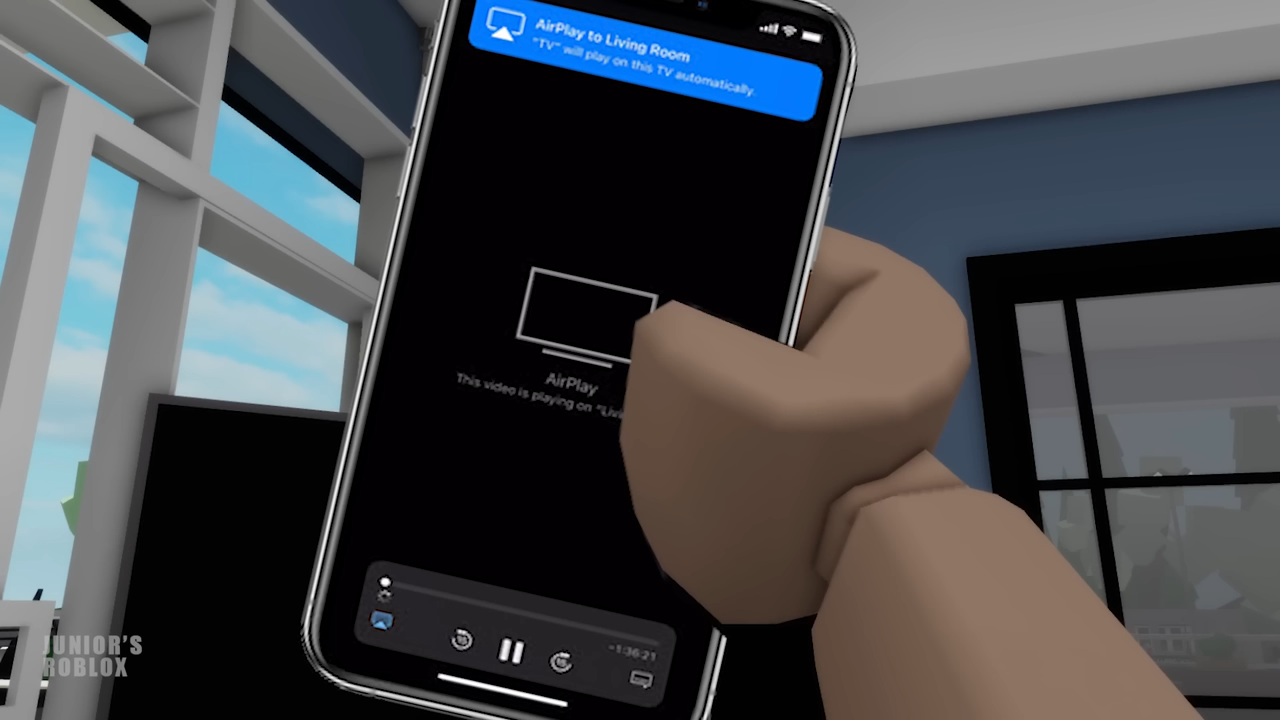 AirPlay to Living Room
"TV" will play on this TV automatically.
AirPlay
This video is playing on
-1:36:21
JUNIOR'S
ROBLOX